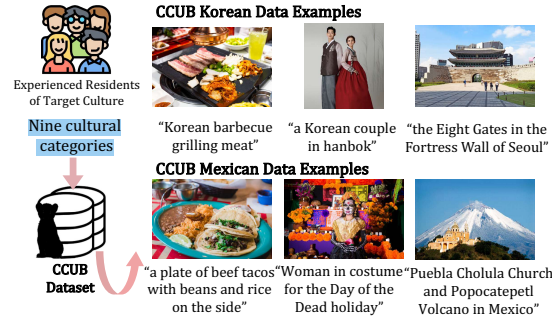 CCUB Korean Data Examples
Experienced Residents
of Target Culture
Nine cultural
categories
CCUB
Dataset
“Korean barbecue
grilling meat”
“a Korean couple
in hanbok”
“the Eight Gates in the
Fortress Wall of Seoul”
CCUB Mexican Data Examples
“a plate of beef tacos
with beans and rice
on the side”
“Woman in costume
for the Day of the
Dead holiday”
“Puebla Cholula Church
and Popocatepetl
Volcano in Mexico”